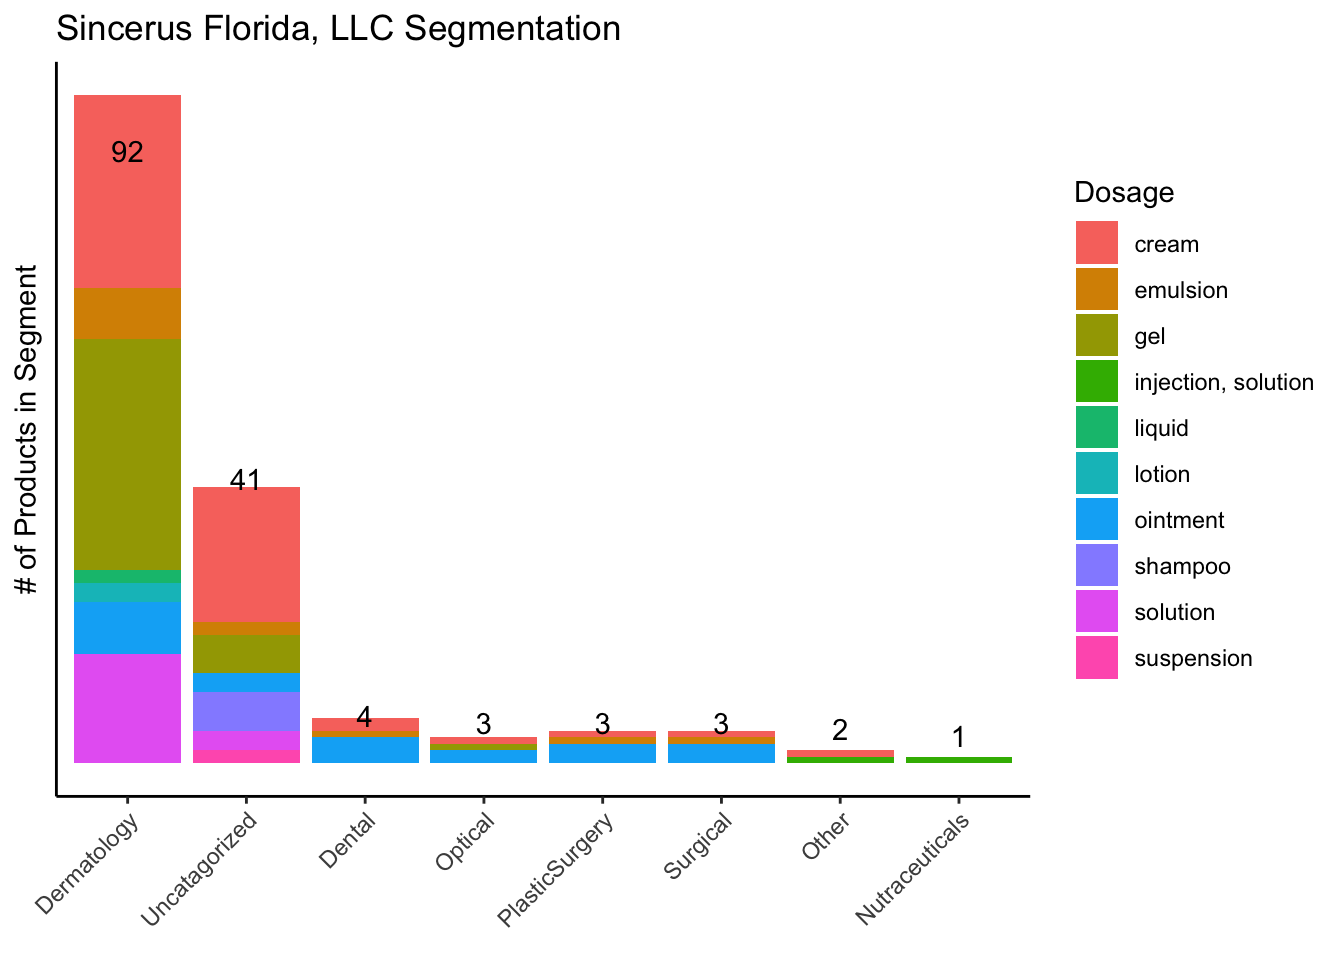 Sincerus Florida, LLC Segmentation
# of Products in Segment
92
41
4
3
3
3
2
1
Dermatology
Uncatagorized
Dental
Optical
PlasticSurgery
Surgical
Other
Nutraceuticals
Dosage
cream
emulsion
gel
injection, solution
liquid
lotion
ointment
shampoo
solution
suspension